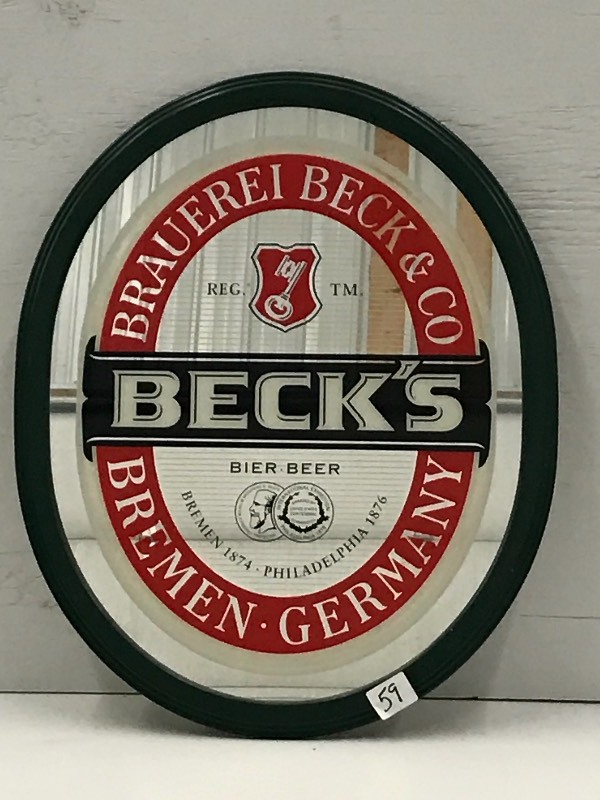 BRAUEREI BECK & CO
REG. TM.
BECK'S
BIER BEER
BREMEN 1874 · PHILADELPHIA 1876
BREMEN · GERMANY
59